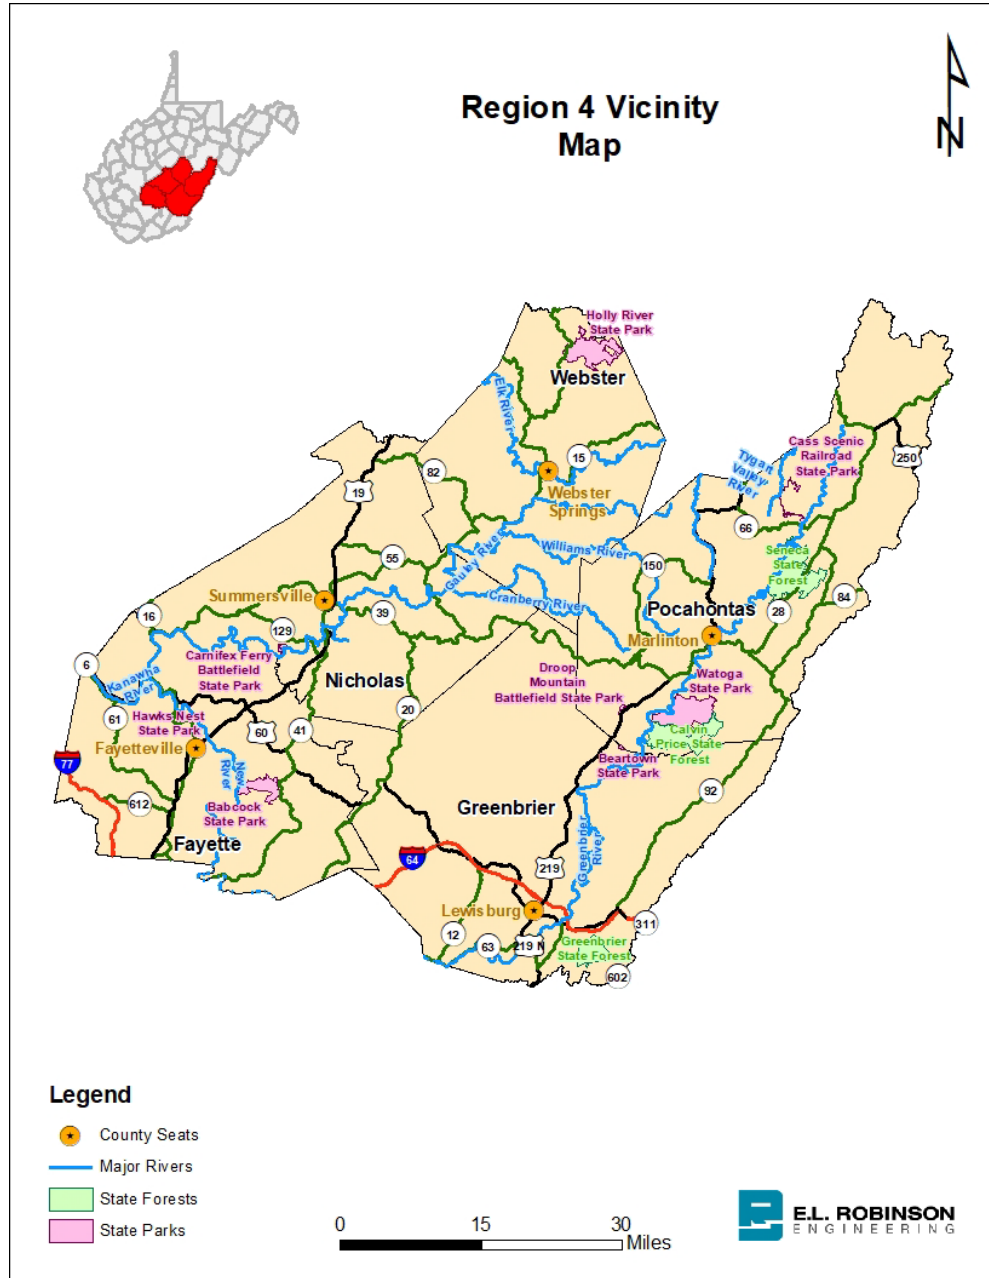 Region 4 Vicinity
Map
N
Holly River
State Park
Webster
Elk River
15
82
Webster
Springs
19
Cass Scenic
Railroad
State Park
250
Tygart
Valley
River
66
55
Gauley River
Williams River
150
Seneca
State
Forest
Summersville
Cranberry River
84
16
39
Pocahontas
28
129
Marlinton
6
Carnifex Ferry
Battlefield
State Park
Kanawha
River
Nicholas
Droop
Mountain
Battlefield State Park
Watoga
State Park
61
Hawks Nest
State Park
20
60
41
Calvin
Price State
Forest
Fayetteville
77
New
River
Beartown
State Park
612
Babcock
State Park
92
Greenbrier
Fayette
64
219
Greenbrier
River
Lewisburg
12
63
219 N
311
Greenbrier
State Forest
602
Legend
County Seats
Major Rivers
State Forests
State Parks
0 15 30
Miles
E.L. ROBINSON
ENGINEERING